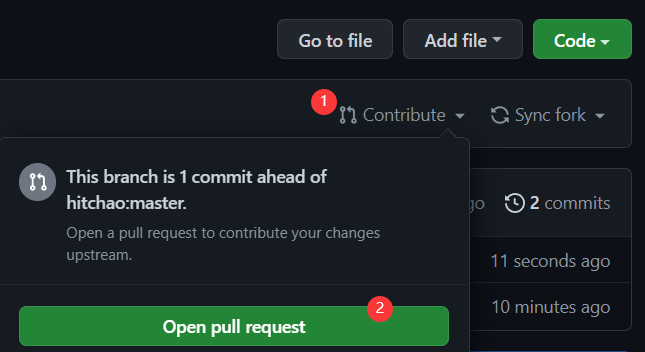 Go to file
Add file
Code
1
Contribute
Sync fork
This branch is 1 commit ahead of
hitchao:master.
go
2 commits
Open a pull request to contribute your changes
upstream.
11 seconds ago
2
Open pull request
10 minutes ago